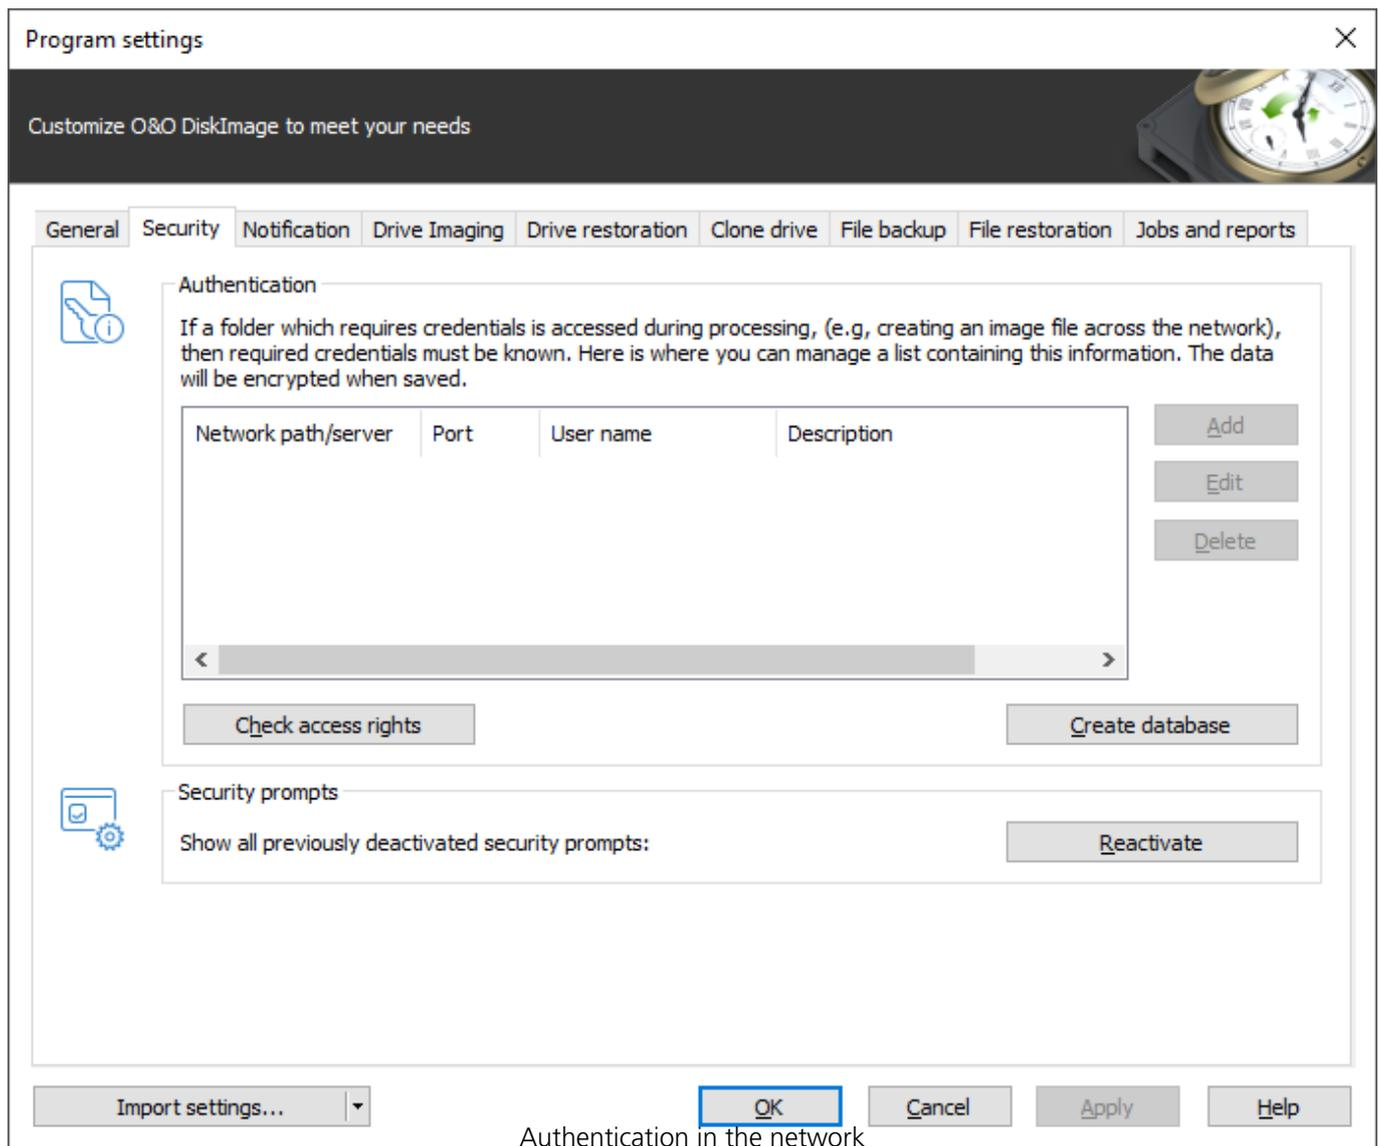 Program settings
Customize O&O DiskImage to meet your needs
General Security Notification Drive Imaging Drive restoration Clone drive File backup File restoration Jobs and reports
Authentication
If a folder which requires credentials is accessed during processing, (e.g, creating an image file across the network),
then required credentials must be known. Here is where you can manage a list containing this information. The data
will be encrypted when saved.
Network path/server Port User name Description
Add
Edit
Delete
Check access rights Create database
Security prompts
Show all previously deactivated security prompts: Reactivate
Import settings... OK Cancel Apply Help
Authentication in the network